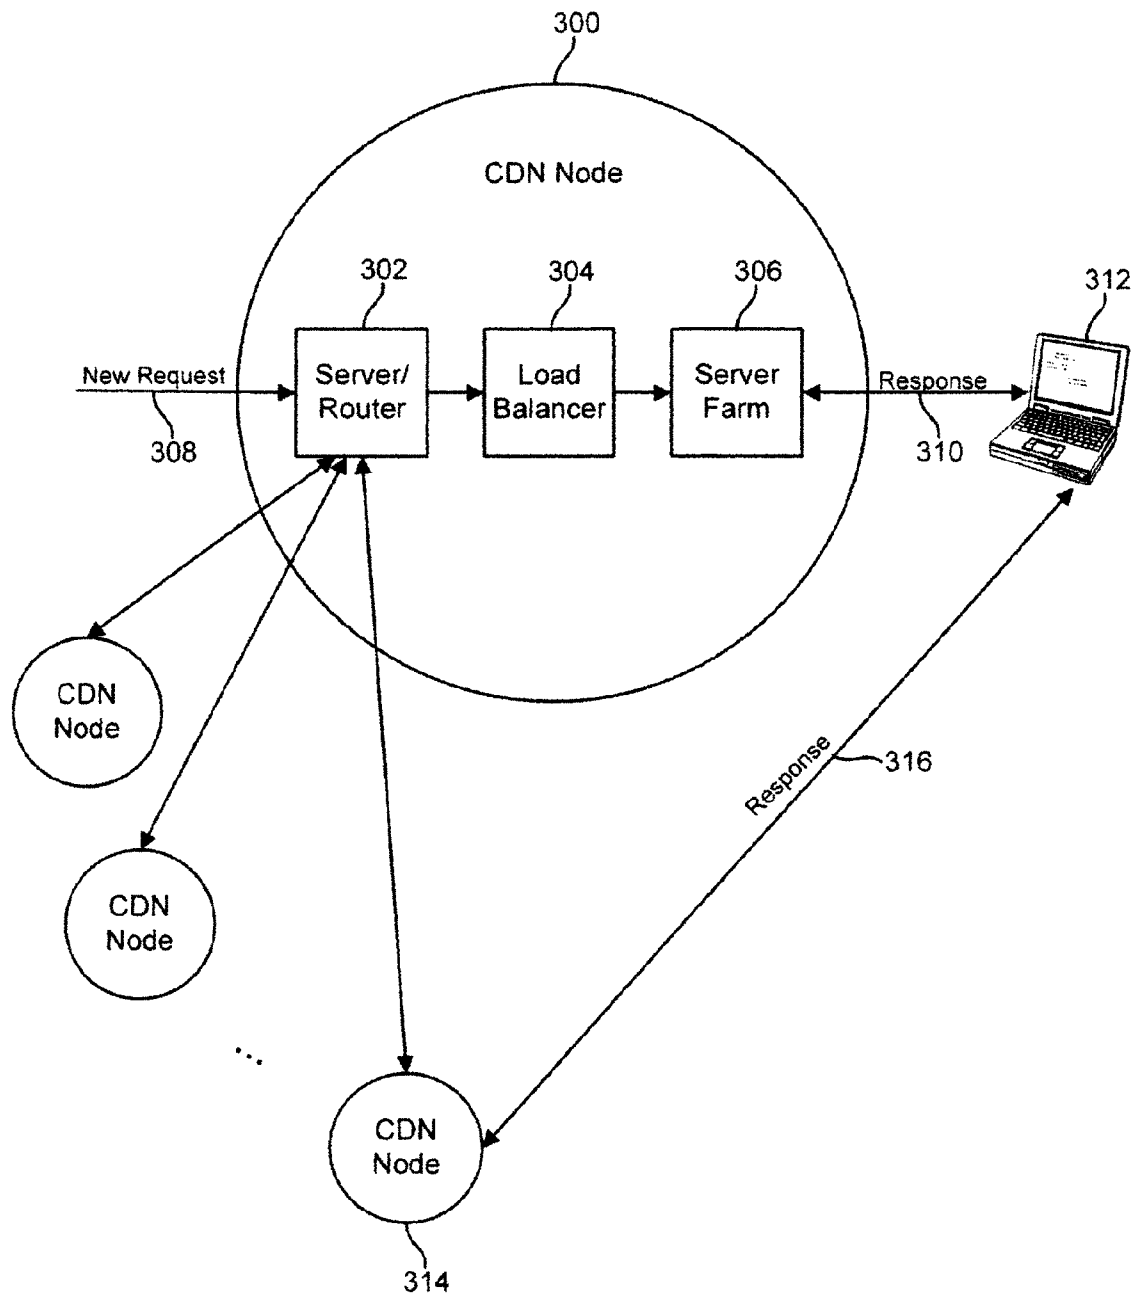 300
CDN Node
302
304
306
312
New Request
Server/
Router
Load
Balancer
Server
Farm
Response
308
310
CDN
Node
Response
316
CDN
Node
...
CDN
Node
314